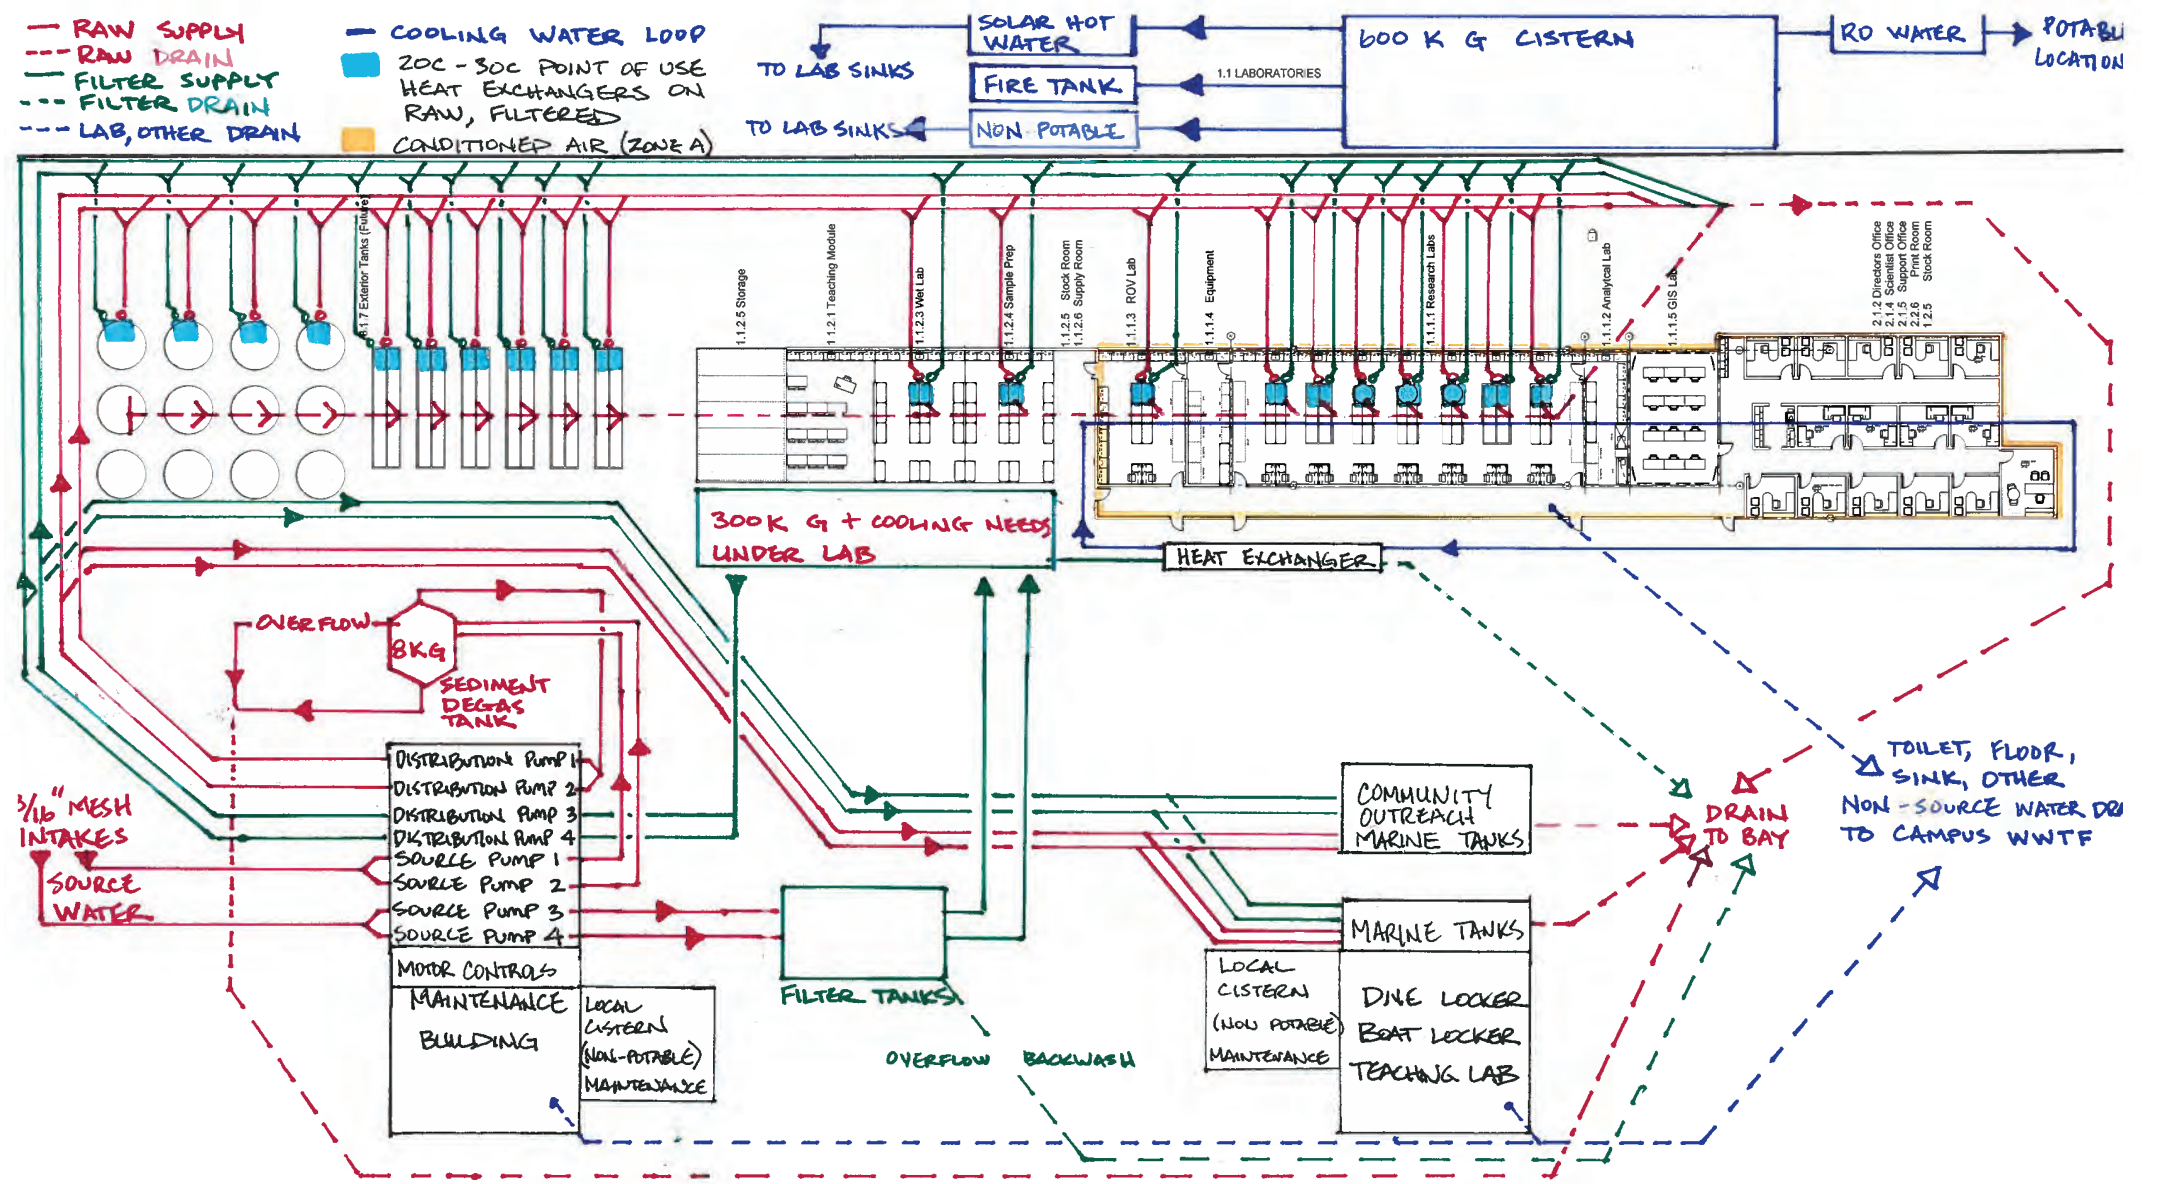 RAW SUPPLY
RAW DRAIN
FILTER SUPPLY
FILTER DRAIN
LAB, OTHER DRAIN
COOLING WATER LOOP
20C - 30C POINT OF USE
HEAT EXCHANGERS ON
RAW, FILTERED
CONDITIONED AIR (ZONE A)
TO LAB SINKS
TO LAB SINKS
SOLAR HOT
WATER
FIRE TANK
NON POTABLE
1.1 LABORATORIES
600 K G CISTERN
RO WATER
POTABL
LOCATION
3.1.7 Exterior Tanks (Future)
1.1.2.5 Storage
1.1.2.1 Teaching Module
1.1.2.3 Wet Lab
1.1.2.4 Sample Prep
1.1.2.5 Stock Room
1.1.2.6 Supply Room
1.1.1.3 ROV Lab
1.1.1.4 Equipment
1.1.1.1 Research Labs
1.1.1.2 Analytical Lab
1.1.1.5 GIS Lab
2.1.2 Directors Office
2.1.4 Scientist Office
2.1.5 Support Office
2.2.6 Print Room
1.2.5 Stock Room
300K G + COOLING NEEDS
UNDER LAB
HEAT EXCHANGER
OVERFLOW
8KG
SEDIMENT
DEGAS
TANK
DISTRIBUTION PUMP 1
DISTRIBUTION PUMP 2
DISTRIBUTION PUMP 3
DISTRIBUTION PUMP 4
SOURCE PUMP 1
SOURCE PUMP 2
SOURCE PUMP 3
SOURCE PUMP 4
MOTOR CONTROLS
MAINTENANCE
BUILDING
3/16" MESH
INTAKES
SOURCE
WATER
LOCAL
CISTERN
(NON-POTABLE)
MAINTENANCE
FILTER TANKS
OVERFLOW BACKWASH
COMMUNITY
OUTREACH
MARINE TANKS
MARINE TANKS
LOCAL
CISTERN
(NON POTABLE)
MAINTENANCE
DIVE LOCKER
BOAT LOCKER
TEACHING LAB
DRAIN
TO BAY
TOILET, FLOOR,
SINK, OTHER
NON-SOURCE WATER DRA
TO CAMPUS WWTF